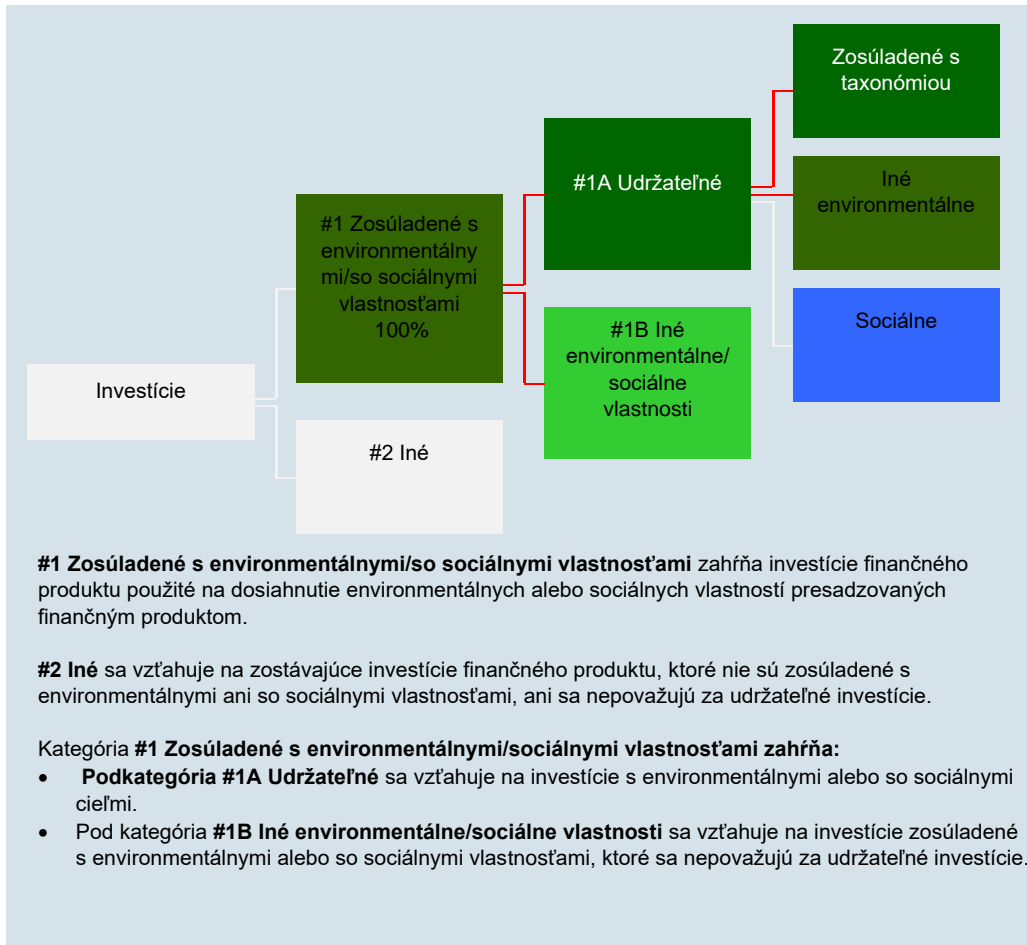 Zosúladené s
taxonómiou
#1A Udržateľné
Iné
environmentálne
#1 Zosúladené s
environmentálny
mi/so sociálnymi
vlastnosťami
100%
Sociálne
#1B Iné
environmentálne/
sociálne
vlastnosti
Investície
#2 Iné
#1 Zosúladené s environmentálnymi/so sociálnymi vlastnosťami zahŕňa investície finančného
produktu použité na dosiahnutie environmentálnych alebo sociálnych vlastností presadzovaných
finančným produktom.
#2 Iné sa vzťahuje na zostávajúce investície finančného produktu, ktoré nie sú zosúladené s
environmentálnymi ani so sociálnymi vlastnosťami, ani sa nepovažujú za udržateľné investície.
Kategória #1 Zosúladené s environmentálnymi/sociálnymi vlastnosťami zahŕňa:
• Podkategória #1A Udržateľné sa vzťahuje na investície s environmentálnymi alebo so sociálnymi
cieľmi.
• Pod kategória #1B Iné environmentálne/sociálne vlastnosti sa vzťahuje na investície zosúladené
s environmentálnymi alebo so sociálnymi vlastnosťami, ktoré sa nepovažujú za udržateľné investície.